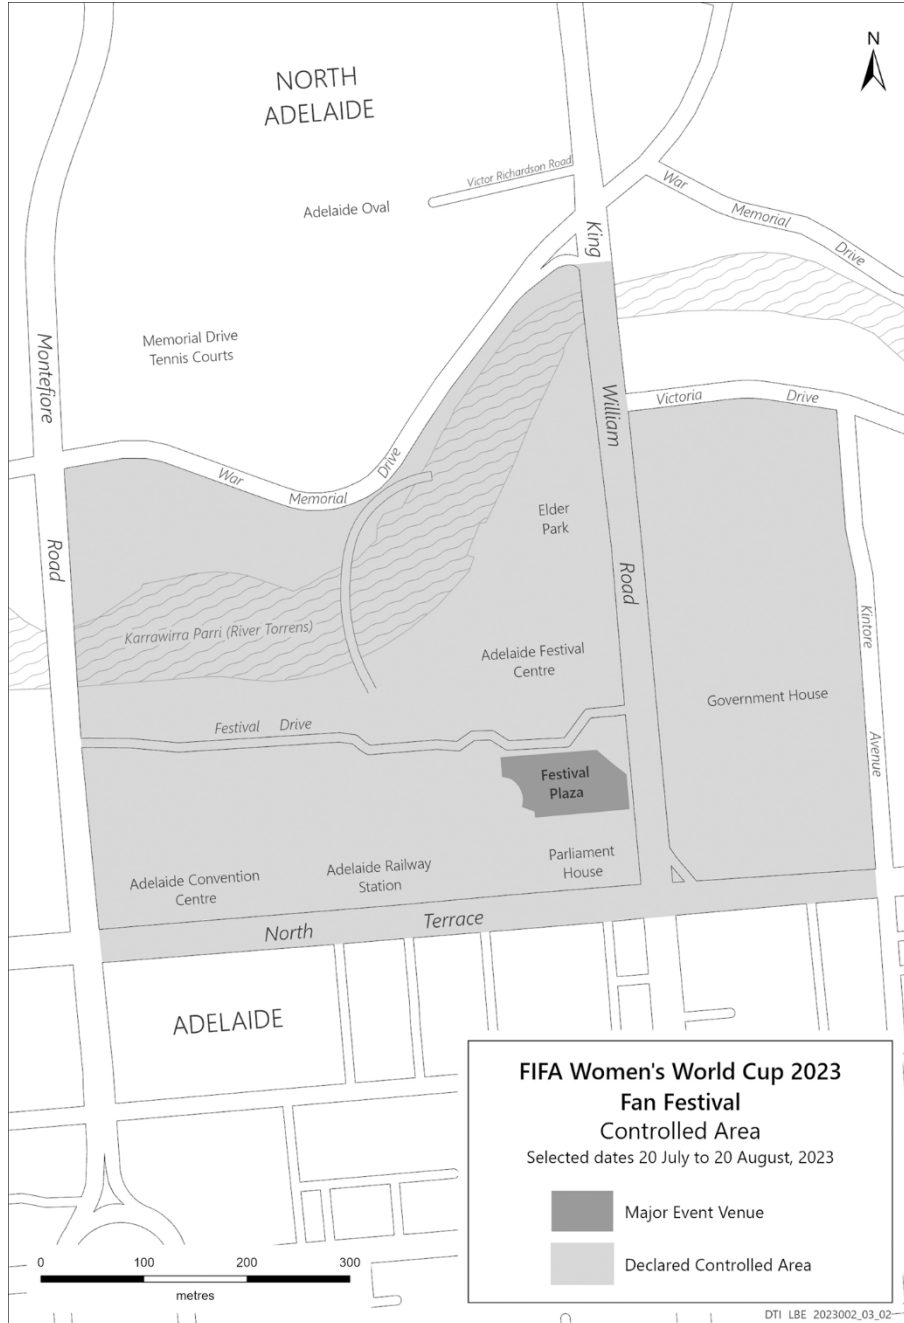 N
NORTH
ADELAIDE
Victor Richardson Road
War
Memorial
Drive
Adelaide Oval
King
Memorial Drive
Tennis Courts
Montefiore
William
Victoria Drive
War
Memorial
Drive
Elder
Park
Road
Road
Kintore
Karrawirra Parri (River Torrens)
Adelaide Festival
Centre
Government House
Festival Drive
Avenue
Festival
Plaza
Parliament
House
Adelaide Railway
Station
Adelaide Convention
Centre
North Terrace
ADELAIDE
FIFA Women's World Cup 2023
Fan Festival
Controlled Area
Selected dates 20 July to 20 August, 2023
Major Event Venue
Declared Controlled Area
0 100 200 300
metres
DTI LBE 2023002_03_02